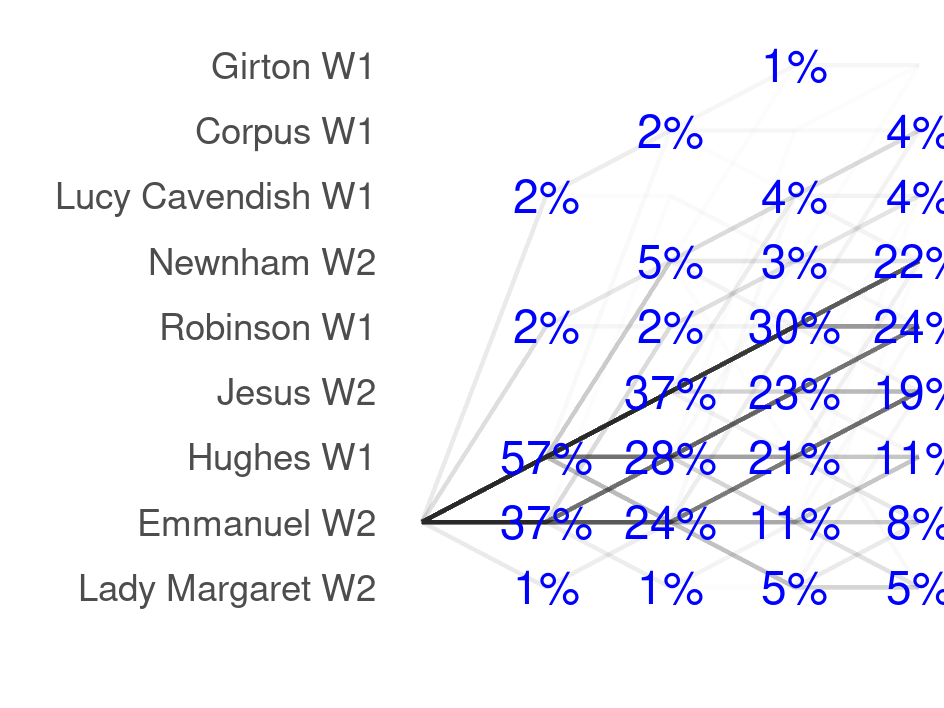 Girton W1 1%
Corpus W1 2% 4%
Lucy Cavendish W1 2% 4% 4%
Newnham W2 5% 3% 22%
Robinson W1 2% 2% 30% 24%
Jesus W2 37% 23% 19%
Hughes W1 57% 28% 21% 11%
Emmanuel W2 37% 24% 11% 8%
Lady Margaret W2 1% 1% 5% 5%